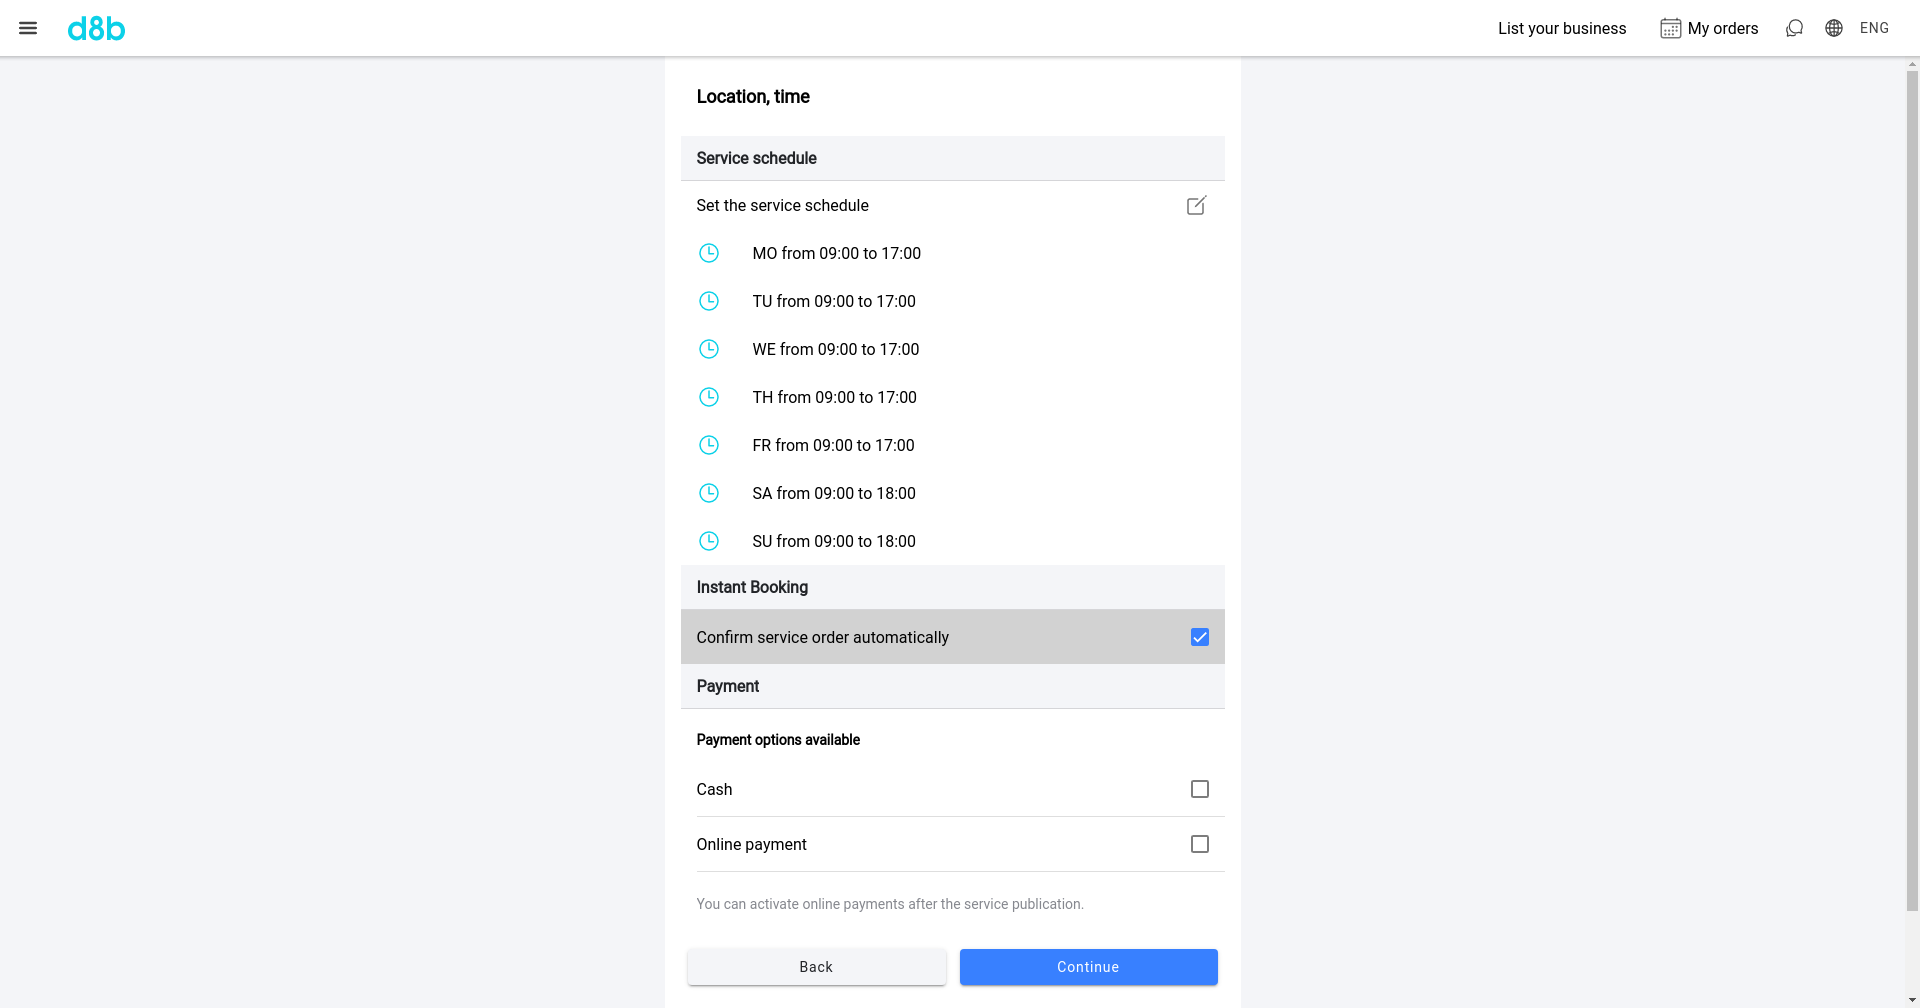 d8b
List your business
My orders
ENG
Location, time
Service schedule
Set the service schedule
MO from 09:00 to 17:00
TU from 09:00 to 17:00
WE from 09:00 to 17:00
TH from 09:00 to 17:00
FR from 09:00 to 17:00
SA from 09:00 to 18:00
SU from 09:00 to 18:00
Instant Booking
Confirm service order automatically
Payment
Payment options available
Cash
Online payment
You can activate online payments after the service publication.
Back
Continue